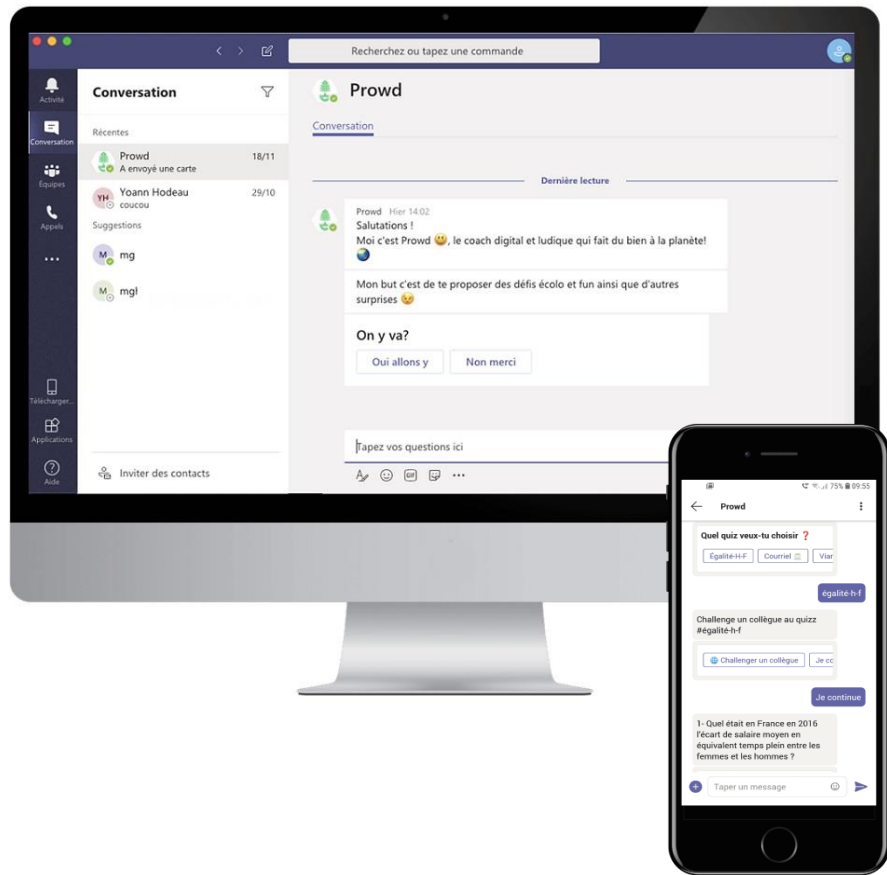 Recherchez ou tapez une commande
Activité
Conversation
Équipes
Appels
Télécharger...
Applications
Aide
Conversation
Récentes
Prowd 18/11
A envoyé une carte
YH Yoann Hodeau 29/10
coucou
Suggestions
M mg
M mgl
Inviter des contacts
Prowd
Conversation
Dernière lecture
Prowd Hier 14:02
Salutations !
Moi c'est Prowd 😀, le coach digital et ludique qui fait du bien à la planète!
🌏
Mon but c'est de te proposer des défis écolo et fun ainsi que d'autres
surprises 😉
On y va?
Oui allons y Non merci
Tapez vos questions ici
GIF
75% 09:55
Prowd
Quel quiz veux-tu choisir ❓
Égalité-H-F Courriel Viar
égalité-h-f
Challenge un collègue au quizz
#égalité-h-f
🌐 Challenger un collègue Je co
Je continue
1- Quel était en France en 2016
l'écart de salaire moyen en
équivalent temps plein entre les
femmes et les hommes ?
Taper un message